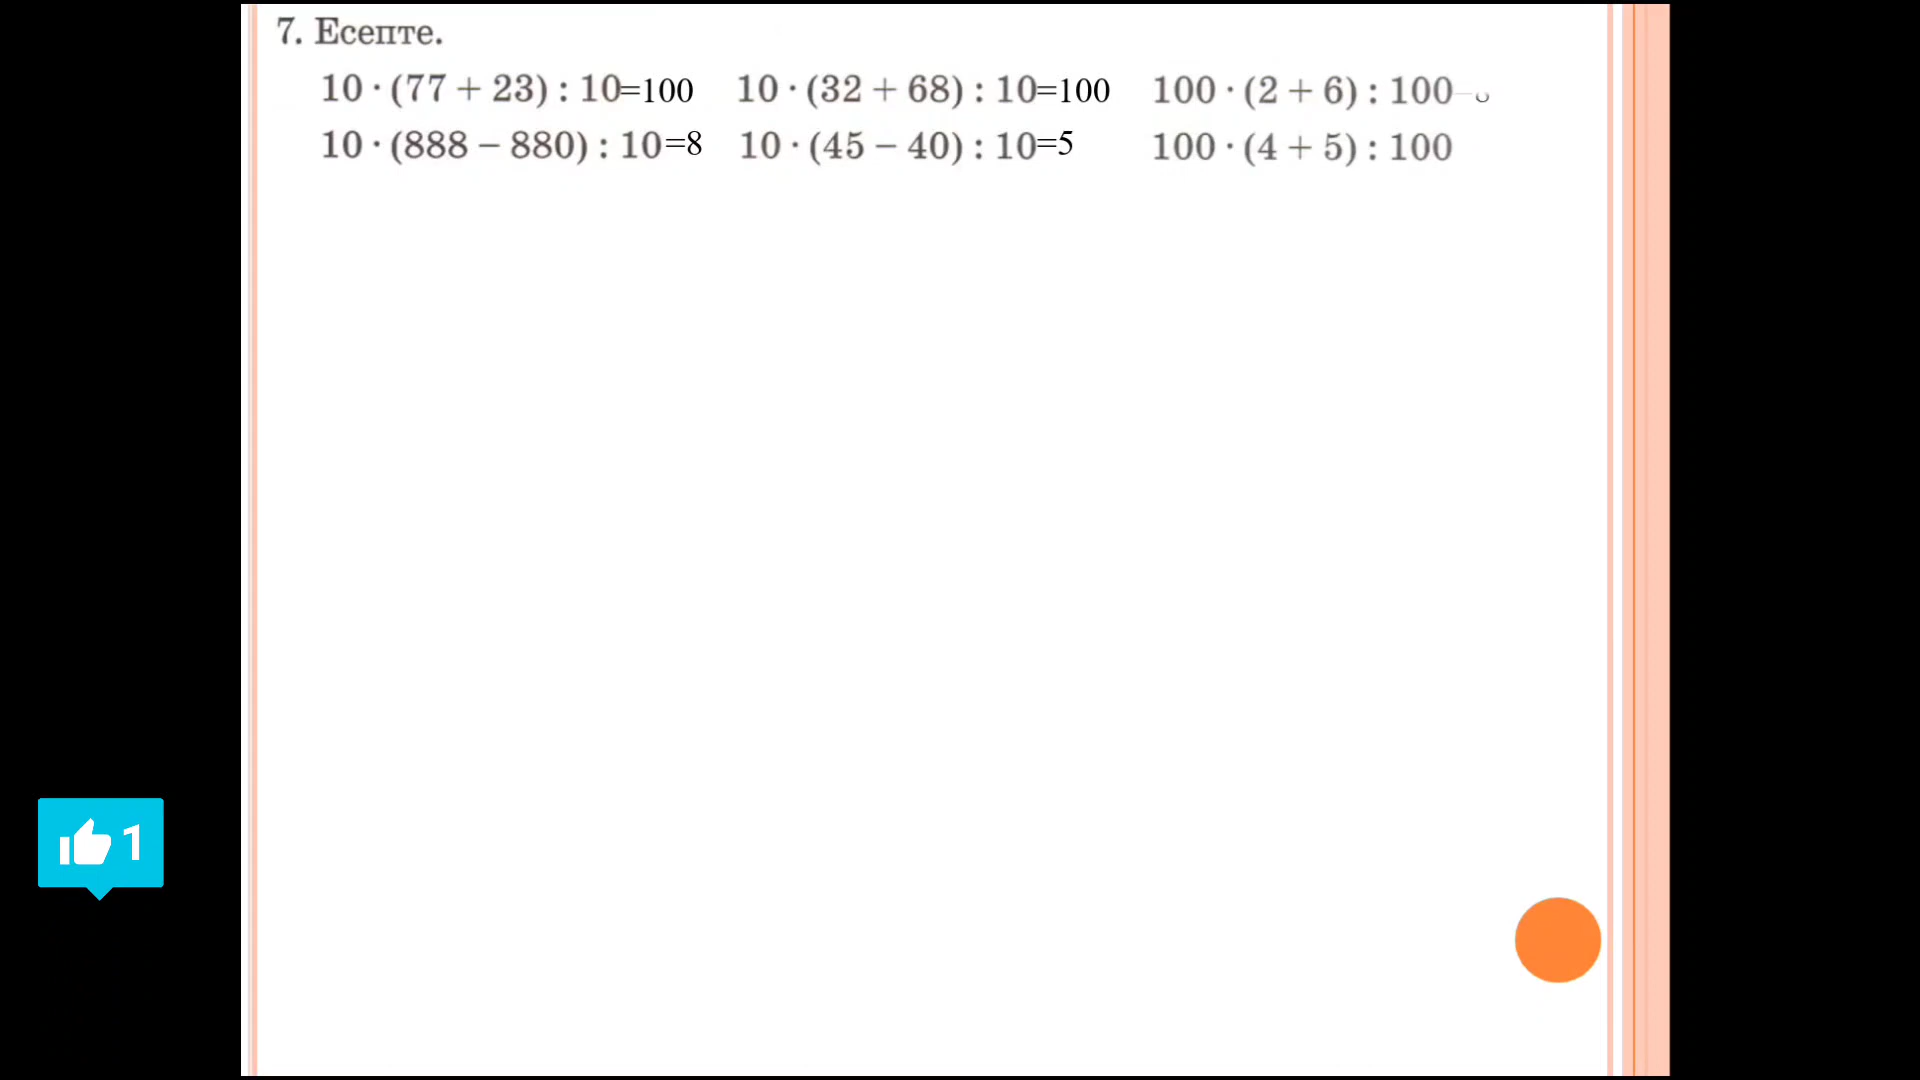 7. Есепте.
10 · (77 + 23) : 10=100 10 · (32 + 68) : 10=100 100 · (2 + 6) : 100
10 · (888 − 880) : 10=8 10 · (45 − 40) : 10=5 100 · (4 + 5) : 100
1